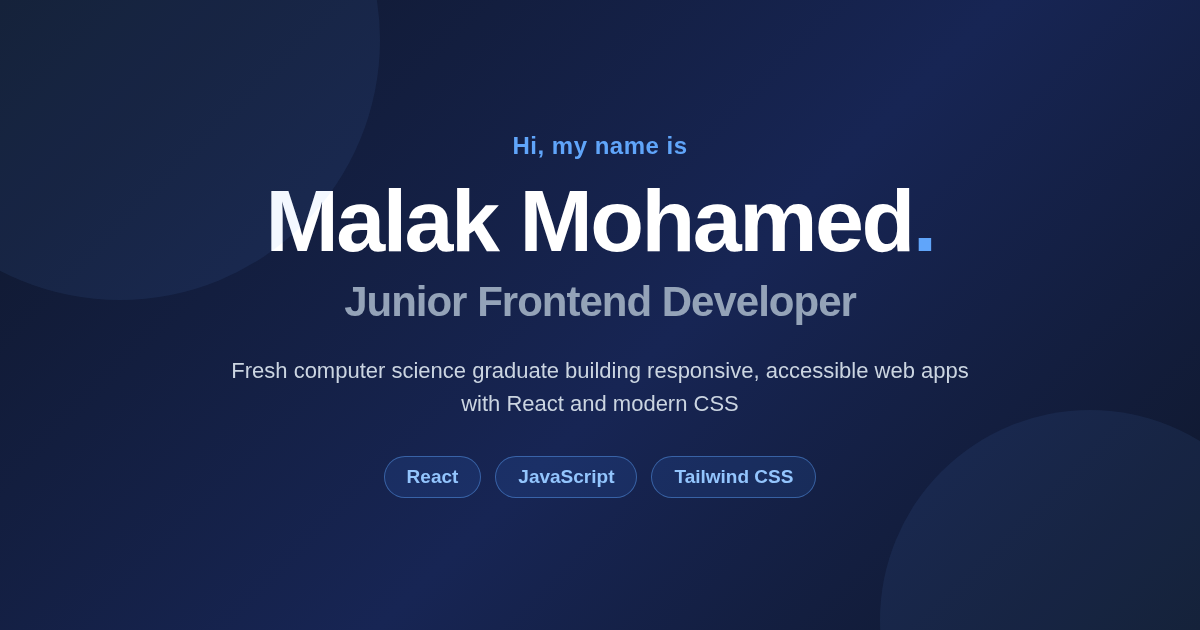 Hi, my name is
Malak Mohamed.
Junior Frontend Developer
Fresh computer science graduate building responsive, accessible web apps
with React and modern CSS
React JavaScript Tailwind CSS